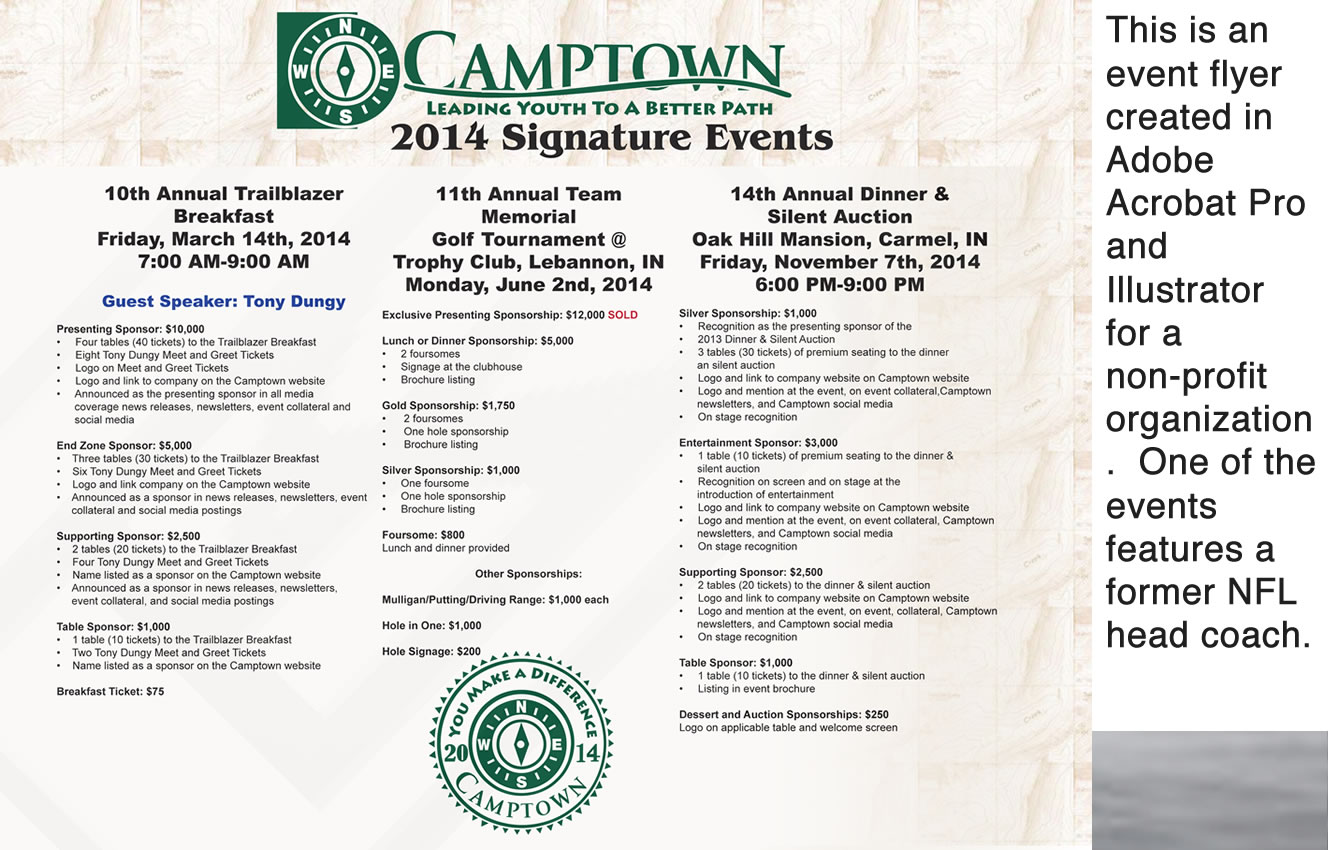 CAMPTOWN
LEADING YOUTH TO A BETTER PATH
2014 Signature Events
10th Annual Trailblazer
Breakfast
Friday, March 14th, 2014
7:00 AM-9:00 AM
Guest Speaker: Tony Dungy
Presenting Sponsor: $10,000
• Four tables (40 tickets) to the Trailblazer Breakfast
• Eight Tony Dungy Meet and Greet Tickets
• Logo on Meet and Greet Tickets
• Logo and link to company on the Camptown website
• Announced as the presenting sponsor in all media
coverage news releases, newsletters, event collateral and
social media
End Zone Sponsor: $5,000
• Three tables (30 tickets) to the Trailblazer Breakfast
• Six Tony Dungy Meet and Greet Tickets
• Logo and link company on the Camptown website
• Announced as a sponsor in news releases, newsletters, event
collateral and social media postings
Supporting Sponsor: $2,500
• 2 tables (20 tickets) to the Trailblazer Breakfast
• Four Tony Dungy Meet and Greet Tickets
• Name listed as a sponsor on the Camptown website
• Announced as a sponsor in news releases, newsletters,
event collateral, and social media postings
Table Sponsor: $1,000
• 1 table (10 tickets) to the Trailblazer Breakfast
• Two Tony Dungy Meet and Greet Tickets
• Name listed as a sponsor on the Camptown website
Breakfast Ticket: $75
11th Annual Team
Memorial
Golf Tournament @
Trophy Club, Lebannon, IN
Monday, June 2nd, 2014
Exclusive Presenting Sponsorship: $12,000 SOLD
Lunch or Dinner Sponsorship: $5,000
• 2 foursomes
• Signage at the clubhouse
• Brochure listing
Gold Sponsorship: $1,750
• 2 foursomes
• One hole sponsorship
• Brochure listing
Silver Sponsorship: $1,000
• One foursome
• One hole sponsorship
• Brochure listing
Foursome: $800
Lunch and dinner provided
Other Sponsorships:
Mulligan/Putting/Driving Range: $1,000 each
Hole in One: $1,000
Hole Signage: $200
YOU MAKE A DIFFERENCE
N
W E
S
20 14
CAMPTOWN
14th Annual Dinner &
Silent Auction
Oak Hill Mansion, Carmel, IN
Friday, November 7th, 2014
6:00 PM-9:00 PM
Silver Sponsorship: $1,000
• Recognition as the presenting sponsor of the
• 2013 Dinner & Silent Auction
• 3 tables (30 tickets) of premium seating to the dinner
an silent auction
• Logo and link to company website on Camptown website
• Logo and mention at the event, on event collateral,Camptown
newsletters, and Camptown social media
• On stage recognition
Entertainment Sponsor: $3,000
• 1 table (10 tickets) of premium seating to the dinner &
silent auction
• Recognition on screen and on stage at the
introduction of entertainment
• Logo and link to company website on Camptown website
• Logo and mention at the event, on event collateral, Camptown
newsletters, and Camptown social media
• On stage recognition
Supporting Sponsor: $2,500
• 2 tables (20 tickets) to the dinner & silent auction
• Logo and link to company website on Camptown website
• Logo and mention at the event, on event, collateral, Camptown
newsletters, and Camptown social media
• On stage recognition
Table Sponsor: $1,000
• 1 table (10 tickets) to the dinner & silent auction
• Listing in event brochure
Dessert and Auction Sponsorships: $250
Logo on applicable table and welcome screen
This is an
event flyer
created in
Adobe
Acrobat Pro
and
Illustrator
for a
non-profit
organization
. One of the
events
features a
former NFL
head coach.